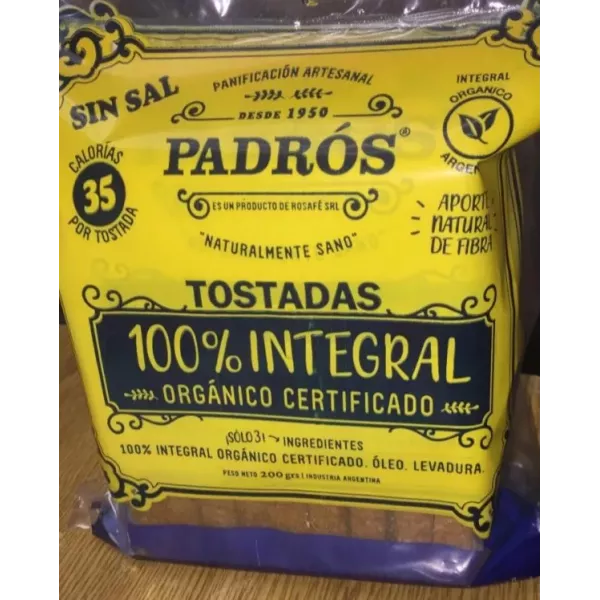 SIN SAL
PANIFICACIÓN ARTESANAL
DESDE 1950
PADRÓS®
ES UN PRODUCTO DE ROSAFÉ SRL
"NATURALMENTE SANO"
CALORÍAS
35
POR TOSTADA
INTEGRAL
ORGANICO
APORTE
NATURAL
DE FIBRA
TOSTADAS
100% INTEGRAL
ORGÁNICO CERTIFICADO
¡SÓLO 3! INGREDIENTES
100% INTEGRAL ORGÁNICO CERTIFICADO. ÓLEO. LEVADURA.
PESO NETO 200 grs | INDUSTRIA ARGENTINA